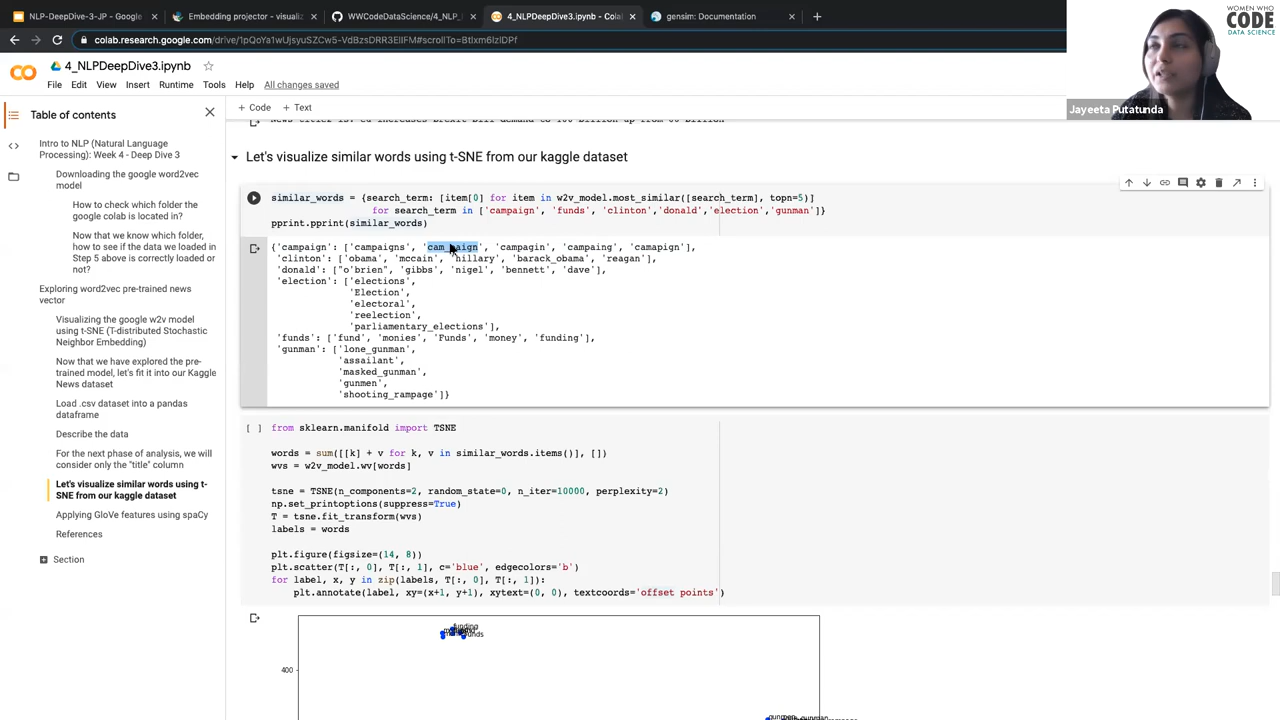 NLP-DeepDive-3-JP - Google
Embedding projector - visualiz
WWCodeDataScience/4_NLP_
4_NLPDeepDive3.ipynb - Colab
gensim: Documentation
WOMEN WHO
CODE
DATA SCIENCE
colab.research.google.com/drive/1pQoYa1wUjsyuSZCw5-VdBzsDRR3ElIFM#scrollTo=BtIxm6lzIDPf
4_NLPDeepDive3.ipynb
File Edit View Insert Runtime Tools Help All changes saved
Jayeeta Putatunda
Table of contents
+ Code + Text
Intro to NLP (Natural Language
Processing): Week 4 - Deep Dive 3
Downloading the google word2vec
model
How to check which folder the
google colab is located in?
Now that we know which folder,
how to see if the data we loaded in
Step 5 above is correctly loaded or
not?
Exploring word2vec pre-trained news
vector
Visualizing the google w2v model
using t-SNE (T-distributed Stochastic
Neighbor Embedding)
Now that we have explored the pre-
trained model, let's fit it into our Kaggle
News dataset
Load .csv dataset into a pandas
dataframe
Describe the data
For the next phase of analysis, we will
consider only the "title" column
Let's visualize similar words using t-
SNE from our kaggle dataset
Applying GloVe features using spaCy
References
Section
Let's visualize similar words using t-SNE from our kaggle dataset
similar_words = {search_term: [item[0] for item in w2v_model.most_similar([search_term], topn=5)]
for search_term in ['campaign', 'funds', 'clinton','donald','election','gunman']}
pprint.pprint(similar_words)
{'campaign': ['campaigns', 'cam_paign', 'campagin', 'campaing', 'camapign'],
'clinton': ['obama', 'mccain', 'hillary', 'barack_obama', 'reagan'],
'donald': ["o'brien", 'gibbs', 'nigel', 'bennett', 'dave'],
'election': ['elections',
'Election',
'electoral',
'reelection',
'parliamentary_elections'],
'funds': ['fund', 'monies', 'Funds', 'money', 'funding'],
'gunman': ['lone_gunman',
'assailant',
'masked_gunman',
'gunmen',
'shooting_rampage']}
[ ] from sklearn.manifold import TSNE
words = sum([[k] + v for k, v in similar_words.items()], [])
wvs = w2v_model.wv[words]
tsne = TSNE(n_components=2, random_state=0, n_iter=10000, perplexity=2)
np.set_printoptions(suppress=True)
T = tsne.fit_transform(wvs)
labels = words
plt.figure(figsize=(14, 8))
plt.scatter(T[:, 0], T[:, 1], c='blue', edgecolors='b')
for label, x, y in zip(labels, T[:, 0], T[:, 1]):
plt.annotate(label, xy=(x+1, y+1), xytext=(0, 0), textcoords='offset points')
funding
400